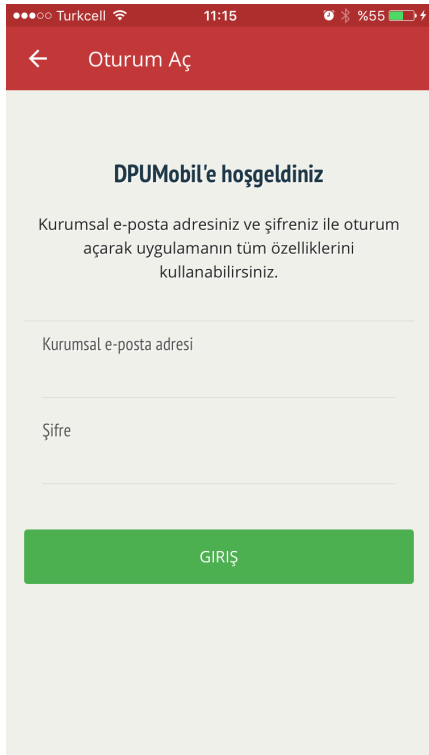 Turkcell 11:15 %55
Oturum Aç
DPUMobil'e hoşgeldiniz
Kurumsal e-posta adresiniz ve şifreniz ile oturum
açarak uygulamanın tüm özelliklerini
kullanabilirsiniz.
Kurumsal e-posta adresi
Şifre
GIRIŞ